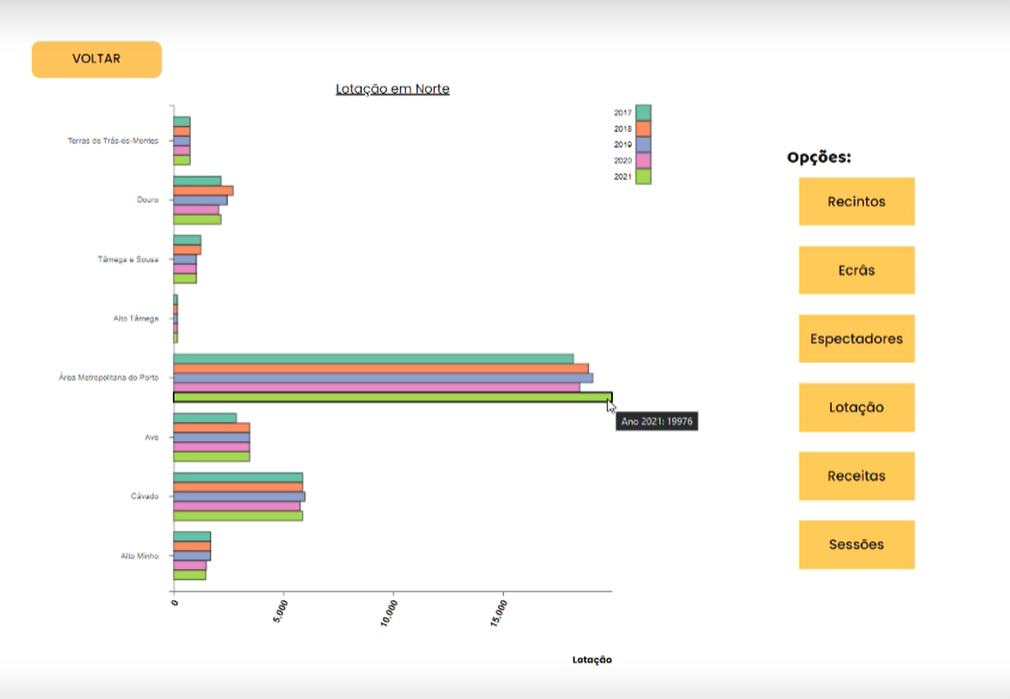 VOLTAR
Lotação em Norte
2017
2018
2019
2020
2021
Terras de Trás-os-Montes
Douro
Tâmega e Sousa
Alto Tâmega
Área Metropolitana do Porto
Ave
Cávado
Alto Minho
Ano 2021: 19976
0
5,000
10,000
15,000
Lotação
Opções:
Recintos
Ecrãs
Espectadores
Lotação
Receitas
Sessões